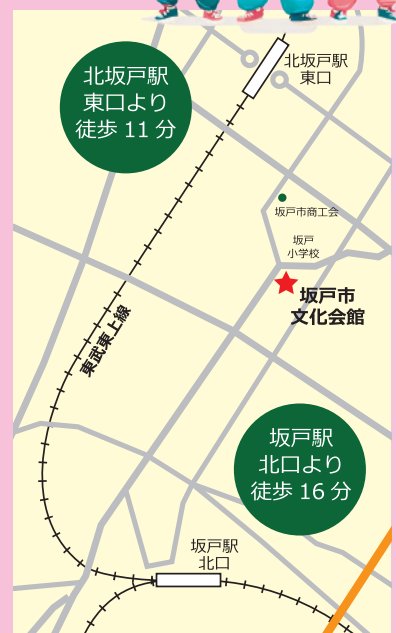 北坂戸駅
東口より
徒歩 11 分
北坂戸駅
東口
坂戸市商工会
坂戸
小学校
坂戸市
文化会館
東武東上線
坂戸駅
北口より
徒歩 16 分
坂戸駅
北口